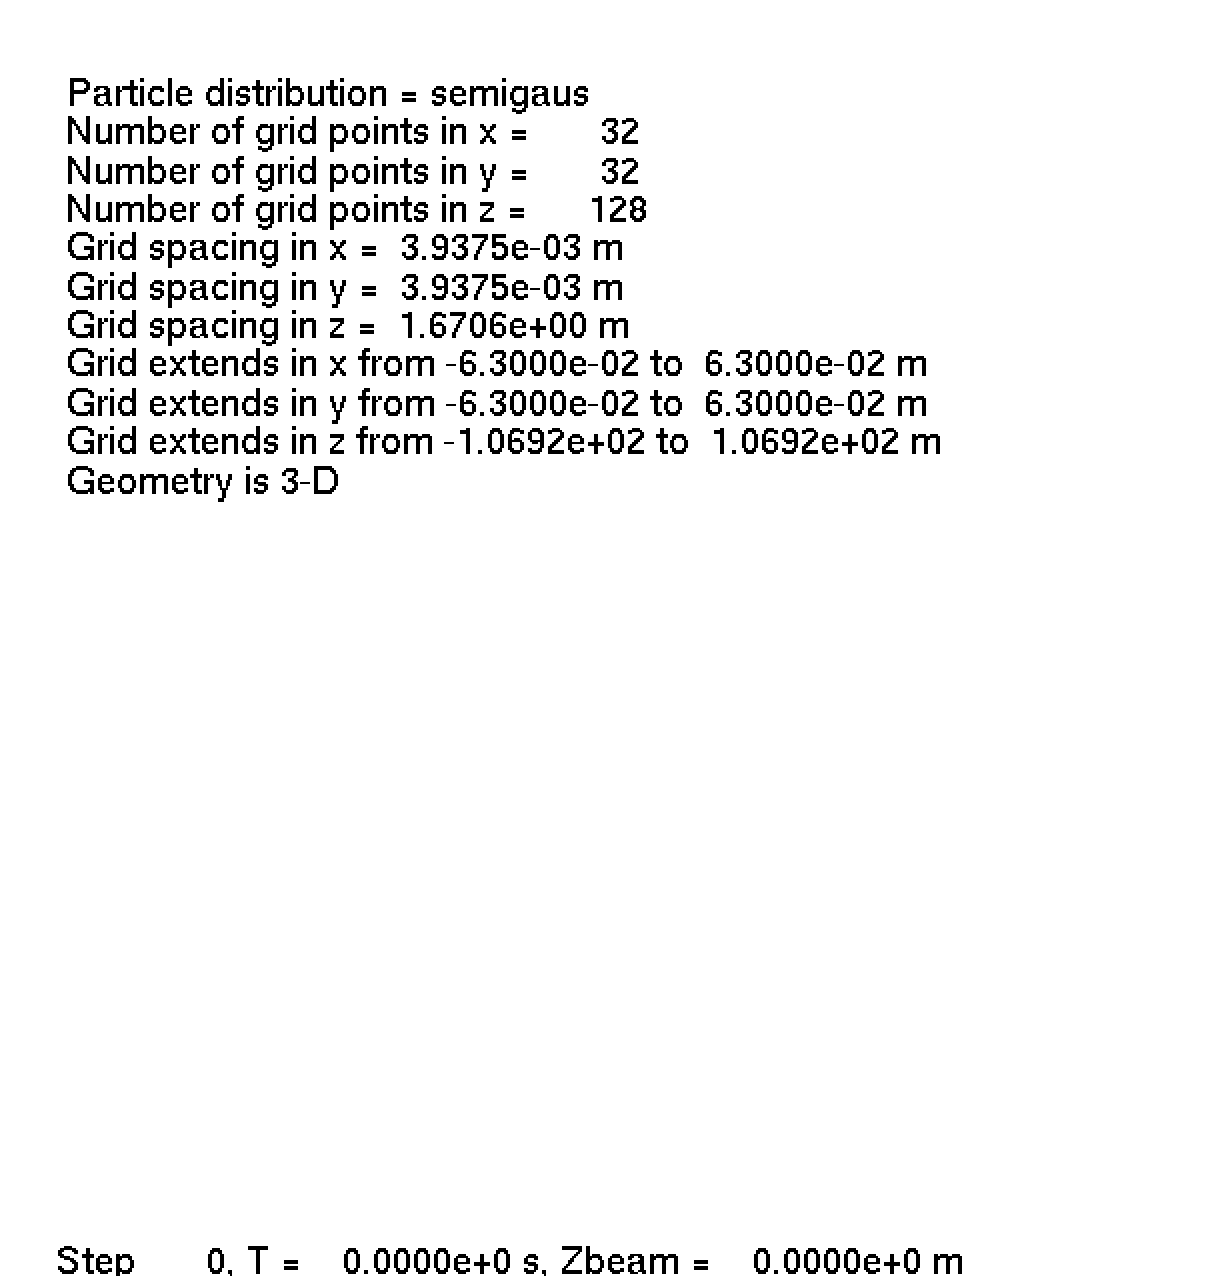 Particle distribution = semigaus
Number of grid points in x = 32
Number of grid points in y = 32
Number of grid points in z = 128
Grid spacing in x = 3.9375e-03 m
Grid spacing in y = 3.9375e-03 m
Grid spacing in z = 1.6706e+00 m
Grid extends in x from -6.3000e-02 to 6.3000e-02 m
Grid extends in y from -6.3000e-02 to 6.3000e-02 m
Grid extends in z from -1.0692e+02 to 1.0692e+02 m
Geometry is 3-D
Step 0, T = 0.0000e+0 s, Zbeam = 0.0000e+0 m